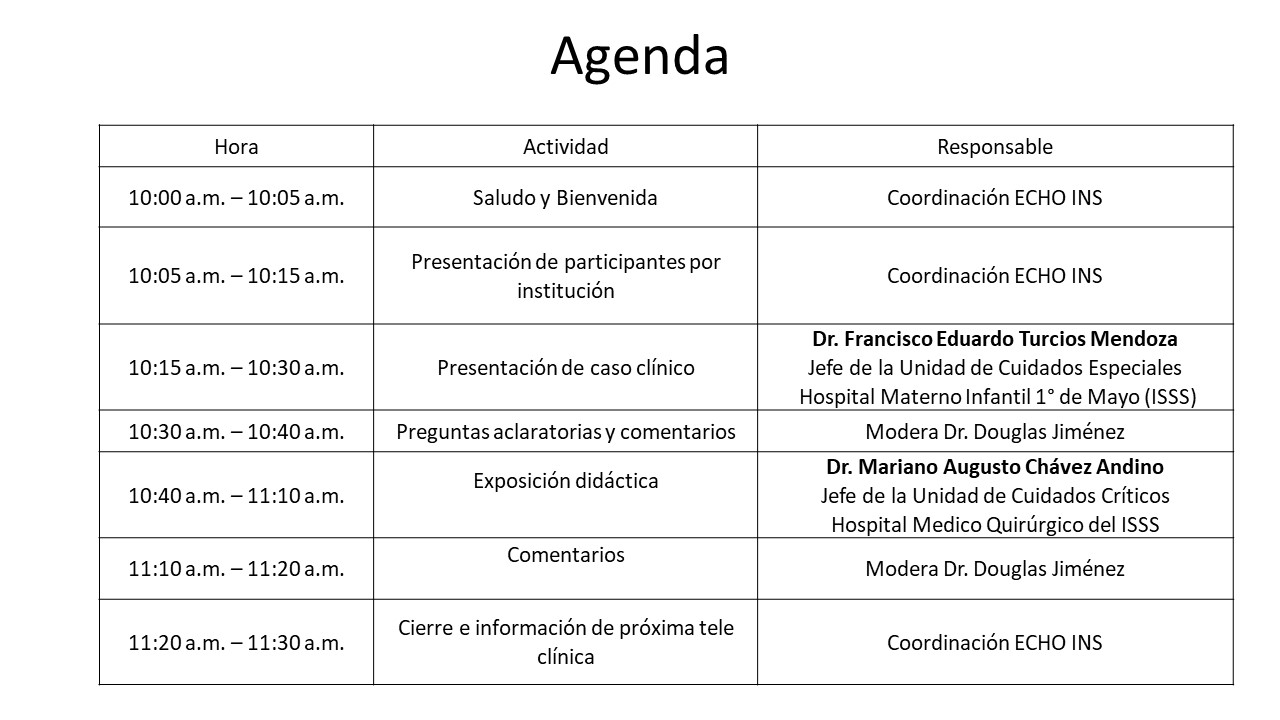 Agenda
Hora
Actividad
Responsable
10:00 a.m. – 10:05 a.m.
Saludo y Bienvenida
Coordinación ECHO INS
10:05 a.m. – 10:15 a.m.
Presentación de participantes por
institución
Coordinación ECHO INS
10:15 a.m. – 10:30 a.m.
Presentación de caso clínico
Dr. Francisco Eduardo Turcios Mendoza
Jefe de la Unidad de Cuidados Especiales
Hospital Materno Infantil 1° de Mayo (ISSS)
10:30 a.m. – 10:40 a.m.
Preguntas aclaratorias y comentarios
Modera Dr. Douglas Jiménez
10:40 a.m. – 11:10 a.m.
Exposición didáctica
Dr. Mariano Augusto Chávez Andino
Jefe de la Unidad de Cuidados Críticos
Hospital Medico Quirúrgico del ISSS
11:10 a.m. – 11:20 a.m.
Comentarios
Modera Dr. Douglas Jiménez
11:20 a.m. – 11:30 a.m.
Cierre e información de próxima tele
clínica
Coordinación ECHO INS